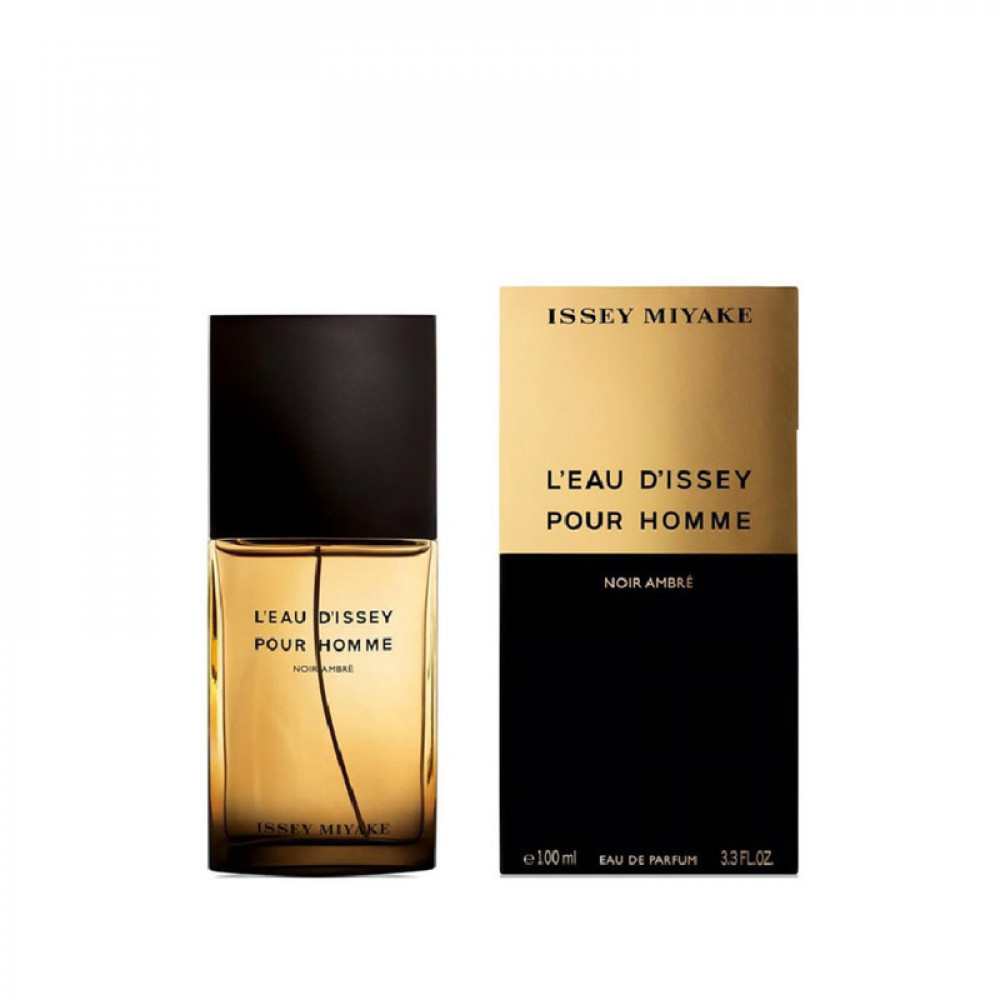 L'EAU D'ISSEY
POUR HOMME
NOIR AMBRÉ
ISSEY MIYAKE
ISSEY MIYAKE
L'EAU D'ISSEY
POUR HOMME
NOIR AMBRÉ
℮100 ml EAU DE PARFUM 3.3 FL.OZ.